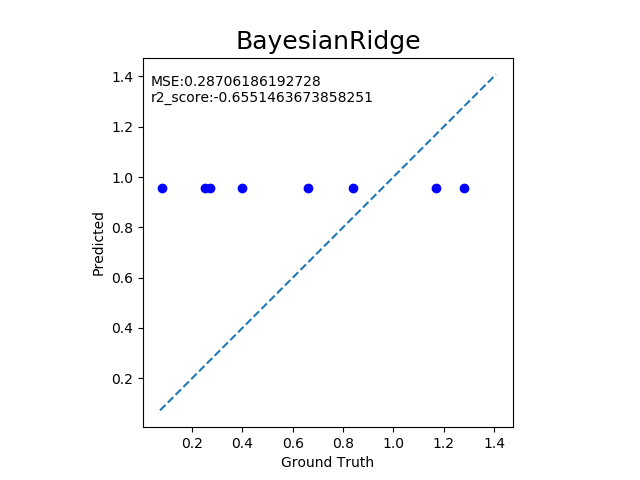 BayesianRidge
MSE:0.28706186192728
r2_score:-0.6551463673858251
1.4
1.2
1.0
0.8
0.6
0.4
0.2
Predicted
0.2 0.4 0.6 0.8 1.0 1.2 1.4
Ground Truth